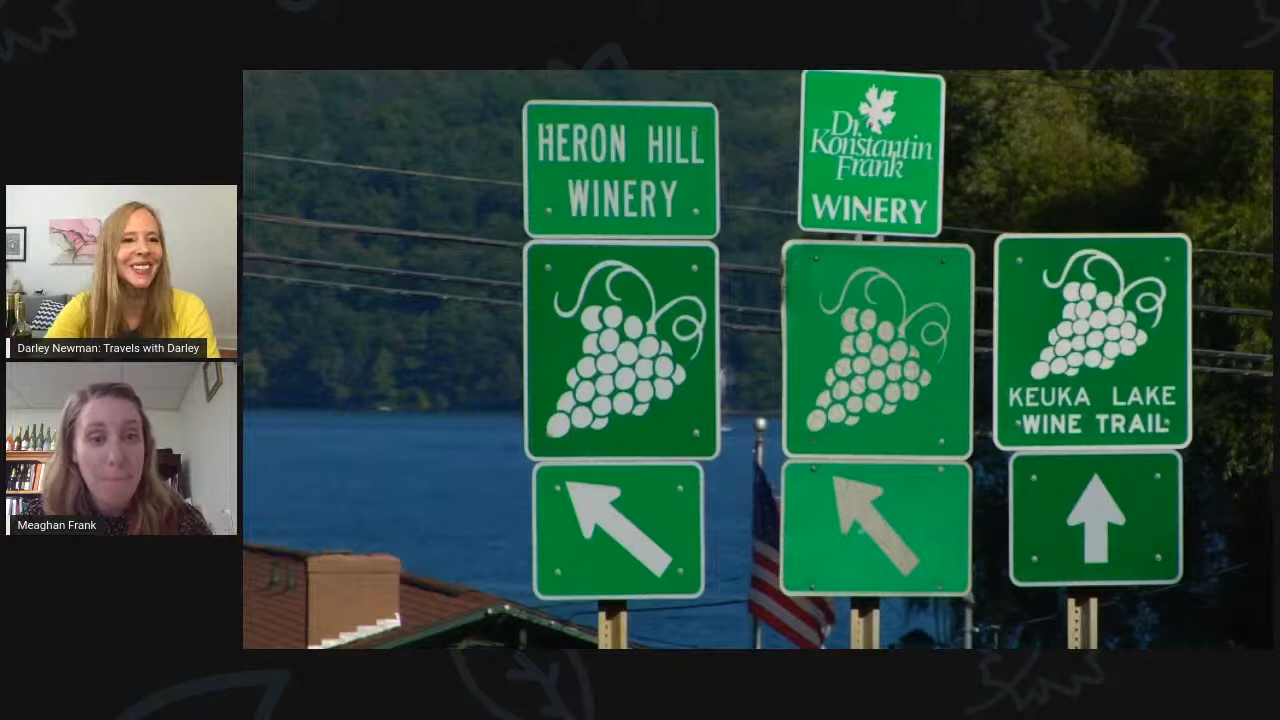 HERON HILL
WINERY
Dr.
Konstantin
Frank
WINERY
KEUKA LAKE
WINE TRAIL
Darley Newman: Travels with Darley
Meaghan Frank